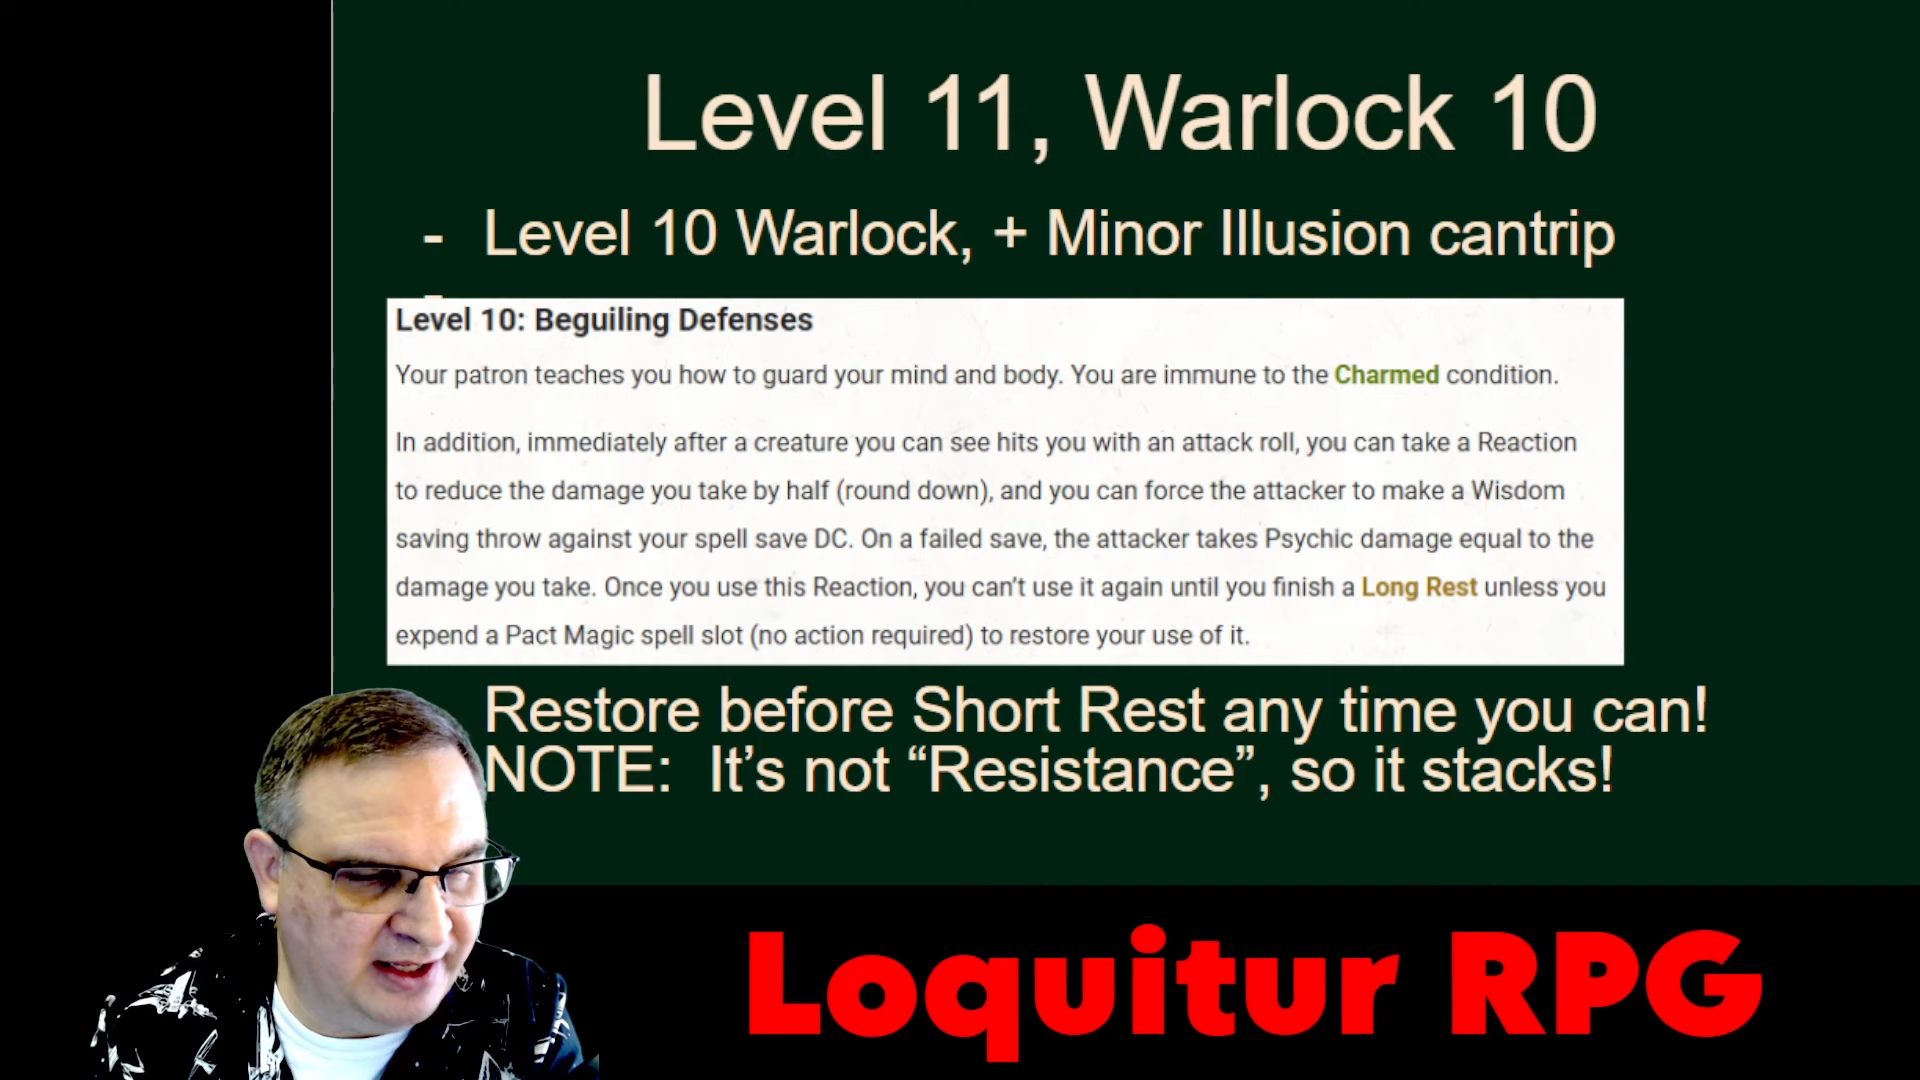 Level 11, Warlock 10
- Level 10 Warlock, + Minor Illusion cantrip
-
Level 10: Beguiling Defenses
Your patron teaches you how to guard your mind and body. You are immune to the Charmed condition.
In addition, immediately after a creature you can see hits you with an attack roll, you can take a Reaction
to reduce the damage you take by half (round down), and you can force the attacker to make a Wisdom
saving throw against your spell save DC. On a failed save, the attacker takes Psychic damage equal to the
damage you take. Once you use this Reaction, you can’t use it again until you finish a Long Rest unless you
expend a Pact Magic spell slot (no action required) to restore your use of it.
Restore before Short Rest any time you can!
NOTE: It’s not “Resistance”, so it stacks!
Loquitur RPG